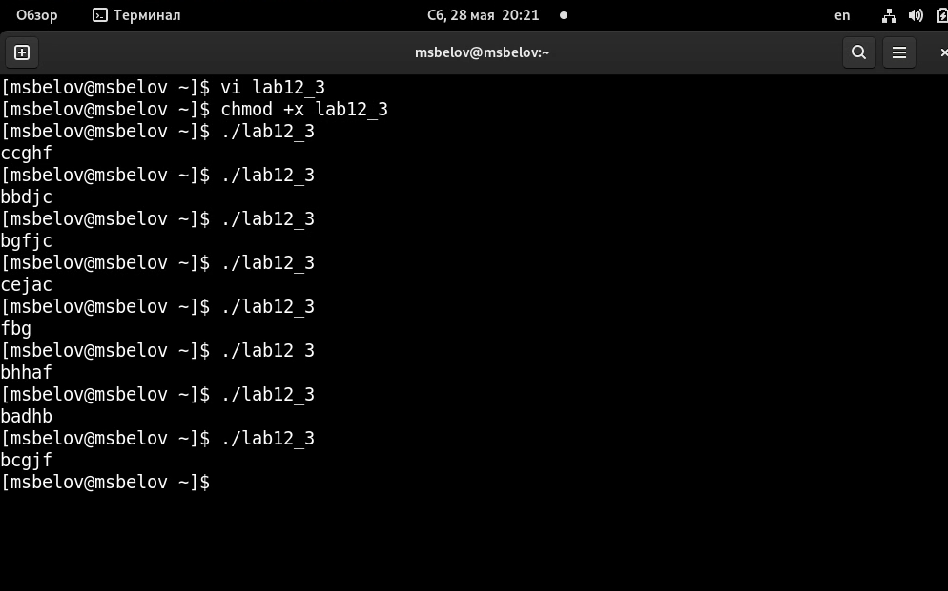 Обзор Терминал Сб, 28 мая 20:21 en
msbelov@msbelov:~
[msbelov@msbelov ~]$ vi lab12_3
[msbelov@msbelov ~]$ chmod +x lab12_3
[msbelov@msbelov ~]$ ./lab12_3
ccghf
[msbelov@msbelov ~]$ ./lab12_3
bbdjc
[msbelov@msbelov ~]$ ./lab12_3
bgfjc
[msbelov@msbelov ~]$ ./lab12_3
cejac
[msbelov@msbelov ~]$ ./lab12_3
fbg
[msbelov@msbelov ~]$ ./lab12_3
bhhaf
[msbelov@msbelov ~]$ ./lab12_3
badhb
[msbelov@msbelov ~]$ ./lab12_3
bcgjf
[msbelov@msbelov ~]$